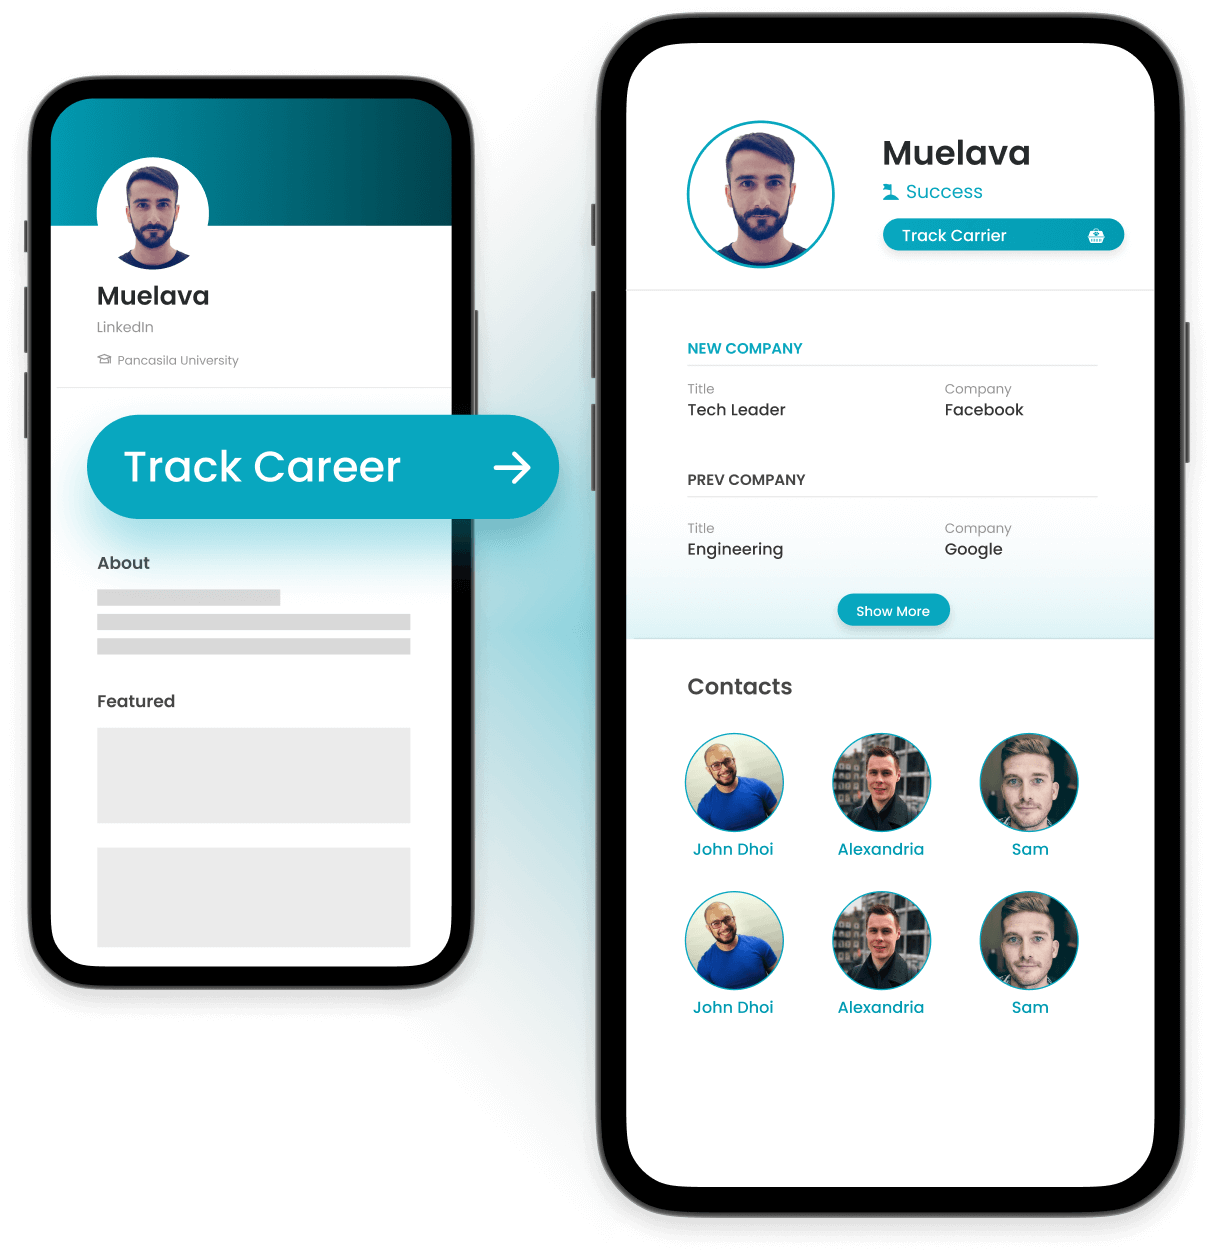 Muelava
LinkedIn
Pancasila University
Track Career
About
Featured
Muelava
Success
Track Carrier
NEW COMPANY
Title Company
Tech Leader Facebook
PREV COMPANY
Title Company
Engineering Google
Show More
Contacts
John Dhoi Alexandria Sam
John Dhoi Alexandria Sam